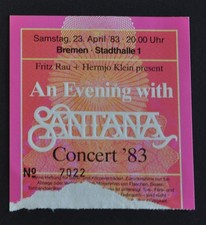 Samstag, 23. April '83 · 20.00 Uhr
Bremen · Stadthalle 1
Fritz Rau + Hermjo Klein present
An Evening with
SANTANA
Concert '83
Nº 7022